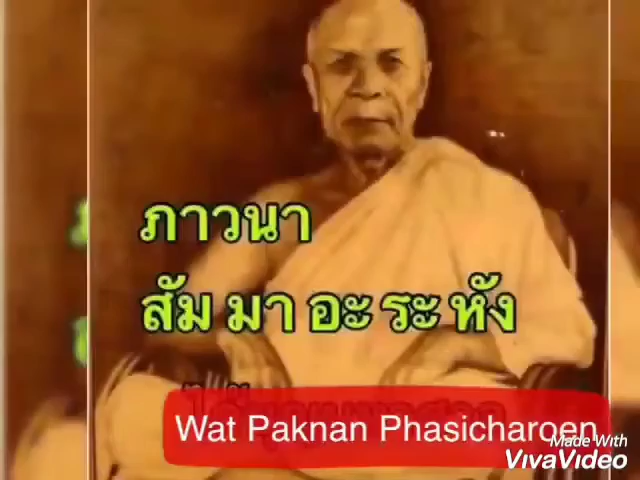 ภาวนา
สัม มา อะ ระ หัง
Wat Paknan Phasicharoen
Made With
VivaVideo